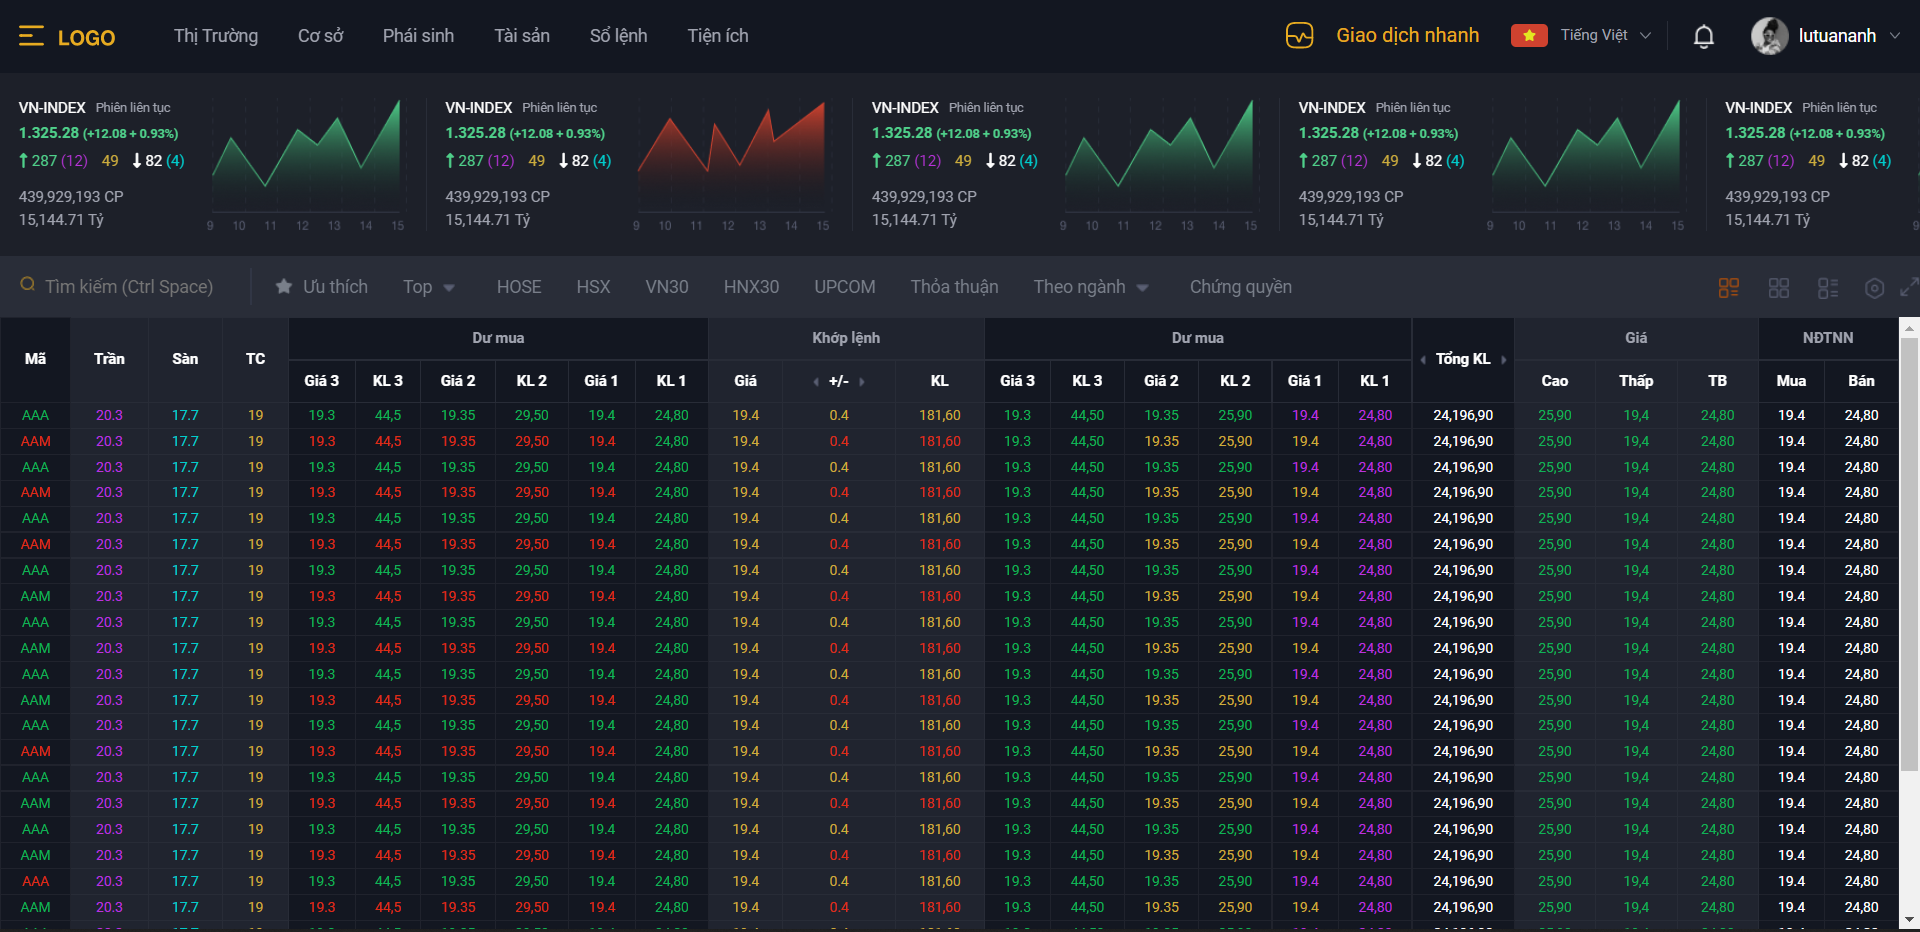 LOGO Thị Trường Cơ sở Phái sinh Tài sản Sổ lệnh Tiện ích Giao dịch nhanh Tiếng Việt lutuananh
VN-INDEX Phiên liên tục VN-INDEX Phiên liên tục VN-INDEX Phiên liên tục VN-INDEX Phiên liên tục VN-INDEX Phiên liên tục
1.325.28 (+12.08 + 0.93%) 1.325.28 (+12.08 + 0.93%) 1.325.28 (+12.08 + 0.93%) 1.325.28 (+12.08 + 0.93%) 1.325.28 (+12.08 + 0.93%)
287 (12) 49 82 (4) 287 (12) 49 82 (4) 287 (12) 49 82 (4) 287 (12) 49 82 (4) 287 (12) 49 82 (4)
439,929,193 CP 439,929,193 CP 439,929,193 CP 439,929,193 CP 439,929,193 CP
15,144.71 Tỷ 15,144.71 Tỷ 15,144.71 Tỷ 15,144.71 Tỷ 15,144.71 Tỷ
9 10 11 12 13 14 15 9 10 11 12 13 14 15 9 10 11 12 13 14 15 9 10 11 12 13 14 15 9
Tìm kiếm (Ctrl Space) Ưu thích Top HOSE HSX VN30 HNX30 UPCOM Thỏa thuận Theo ngành Chứng quyền
Mã Trần Sàn TC Dư mua Khớp lệnh Dư mua Tổng KL Giá NĐTNN
Giá 3 KL 3 Giá 2 KL 2 Giá 1 KL 1 Giá +/- KL Giá 3 KL 3 Giá 2 KL 2 Giá 1 KL 1 Cao Thấp TB Mua Bán
AAA 20.3 17.7 19 19.3 44,5 19.35 29,50 19.4 24,80 19.4 0.4 181,60 19.3 44,50 19.35 25,90 19.4 24,80 24,196,90 25,90 19,4 24,80 19.4 24,80
AAM 20.3 17.7 19 19.3 44,5 19.35 29,50 19.4 24,80 19.4 0.4 181,60 19.3 44,50 19.35 25,90 19.4 24,80 24,196,90 25,90 19,4 24,80 19.4 24,80
AAA 20.3 17.7 19 19.3 44,5 19.35 29,50 19.4 24,80 19.4 0.4 181,60 19.3 44,50 19.35 25,90 19.4 24,80 24,196,90 25,90 19,4 24,80 19.4 24,80
AAM 20.3 17.7 19 19.3 44,5 19.35 29,50 19.4 24,80 19.4 0.4 181,60 19.3 44,50 19.35 25,90 19.4 24,80 24,196,90 25,90 19,4 24,80 19.4 24,80
AAA 20.3 17.7 19 19.3 44,5 19.35 29,50 19.4 24,80 19.4 0.4 181,60 19.3 44,50 19.35 25,90 19.4 24,80 24,196,90 25,90 19,4 24,80 19.4 24,80
AAM 20.3 17.7 19 19.3 44,5 19.35 29,50 19.4 24,80 19.4 0.4 181,60 19.3 44,50 19.35 25,90 19.4 24,80 24,196,90 25,90 19,4 24,80 19.4 24,80
AAA 20.3 17.7 19 19.3 44,5 19.35 29,50 19.4 24,80 19.4 0.4 181,60 19.3 44,50 19.35 25,90 19.4 24,80 24,196,90 25,90 19,4 24,80 19.4 24,80
AAM 20.3 17.7 19 19.3 44,5 19.35 29,50 19.4 24,80 19.4 0.4 181,60 19.3 44,50 19.35 25,90 19.4 24,80 24,196,90 25,90 19,4 24,80 19.4 24,80
AAA 20.3 17.7 19 19.3 44,5 19.35 29,50 19.4 24,80 19.4 0.4 181,60 19.3 44,50 19.35 25,90 19.4 24,80 24,196,90 25,90 19,4 24,80 19.4 24,80
AAM 20.3 17.7 19 19.3 44,5 19.35 29,50 19.4 24,80 19.4 0.4 181,60 19.3 44,50 19.35 25,90 19.4 24,80 24,196,90 25,90 19,4 24,80 19.4 24,80
AAA 20.3 17.7 19 19.3 44,5 19.35 29,50 19.4 24,80 19.4 0.4 181,60 19.3 44,50 19.35 25,90 19.4 24,80 24,196,90 25,90 19,4 24,80 19.4 24,80
AAM 20.3 17.7 19 19.3 44,5 19.35 29,50 19.4 24,80 19.4 0.4 181,60 19.3 44,50 19.35 25,90 19.4 24,80 24,196,90 25,90 19,4 24,80 19.4 24,80
AAA 20.3 17.7 19 19.3 44,5 19.35 29,50 19.4 24,80 19.4 0.4 181,60 19.3 44,50 19.35 25,90 19.4 24,80 24,196,90 25,90 19,4 24,80 19.4 24,80
AAM 20.3 17.7 19 19.3 44,5 19.35 29,50 19.4 24,80 19.4 0.4 181,60 19.3 44,50 19.35 25,90 19.4 24,80 24,196,90 25,90 19,4 24,80 19.4 24,80
AAA 20.3 17.7 19 19.3 44,5 19.35 29,50 19.4 24,80 19.4 0.4 181,60 19.3 44,50 19.35 25,90 19.4 24,80 24,196,90 25,90 19,4 24,80 19.4 24,80
AAM 20.3 17.7 19 19.3 44,5 19.35 29,50 19.4 24,80 19.4 0.4 181,60 19.3 44,50 19.35 25,90 19.4 24,80 24,196,90 25,90 19,4 24,80 19.4 24,80
AAA 20.3 17.7 19 19.3 44,5 19.35 29,50 19.4 24,80 19.4 0.4 181,60 19.3 44,50 19.35 25,90 19.4 24,80 24,196,90 25,90 19,4 24,80 19.4 24,80
AAM 20.3 17.7 19 19.3 44,5 19.35 29,50 19.4 24,80 19.4 0.4 181,60 19.3 44,50 19.35 25,90 19.4 24,80 24,196,90 25,90 19,4 24,80 19.4 24,80
AAA 20.3 17.7 19 19.3 44,5 19.35 29,50 19.4 24,80 19.4 0.4 181,60 19.3 44,50 19.35 25,90 19.4 24,80 24,196,90 25,90 19,4 24,80 19.4 24,80
AAM 20.3 17.7 19 19.3 44,5 19.35 29,50 19.4 24,80 19.4 0.4 181,60 19.3 44,50 19.35 25,90 19.4 24,80 24,196,90 25,90 19,4 24,80 19.4 24,80